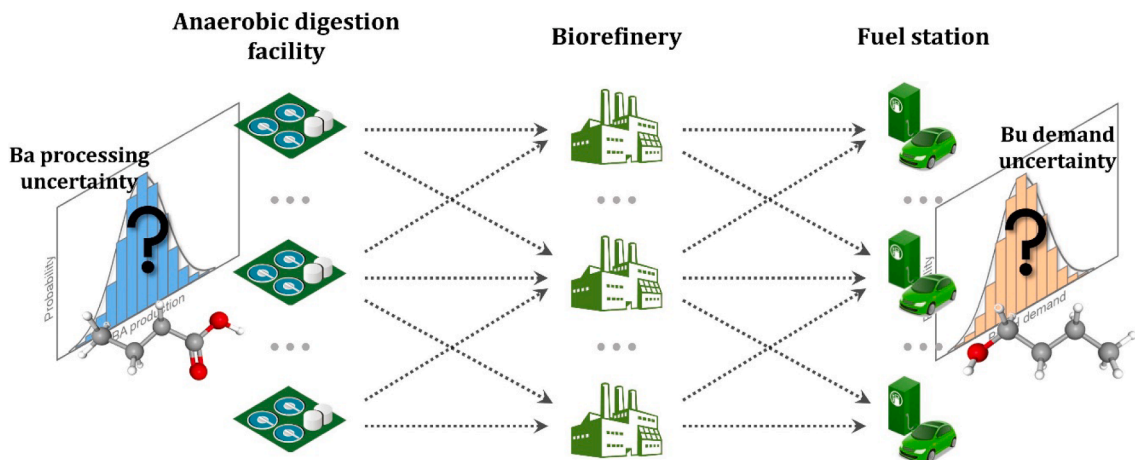 Anaerobic digestion
facility
Biorefinery
Fuel station
Ba processing
uncertainty
Bu demand
uncertainty
Probability
BA production
demand